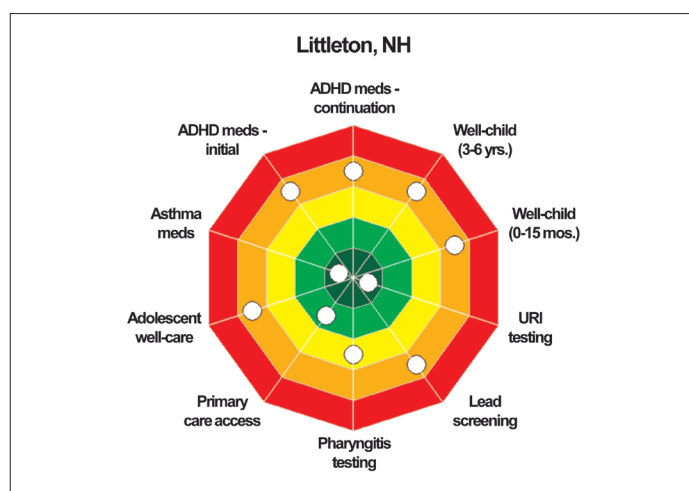 Littleton, NH
ADHD meds -
continuation
ADHD meds -
initial
Well-child
(3-6 yrs.)
Asthma
meds
Well-child
(0-15 mos.)
Adolescent
well-care
URI
testing
Primary
care access
Lead
screening
Pharyngitis
testing